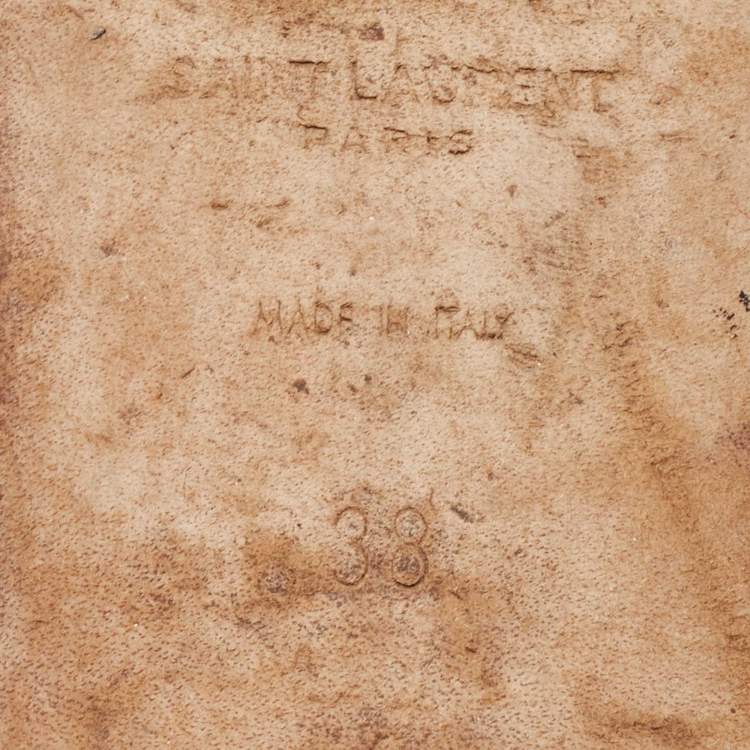 SAINT LAURENT
PARIS
MADE IN ITALY
38